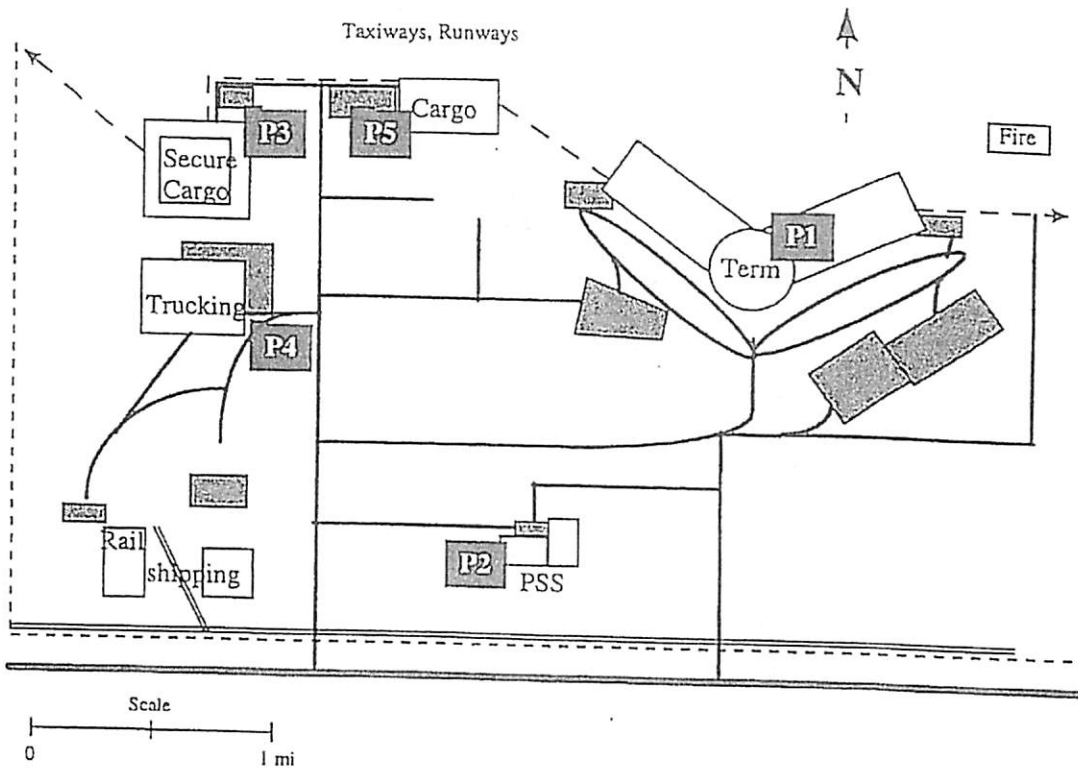 Taxiways, Runways
N
Fire
Cargo
P3
P5
Secure
Cargo
P1
Term
Trucking
P4
Rail
shipping
P2
PSS
Scale
0
1 mi